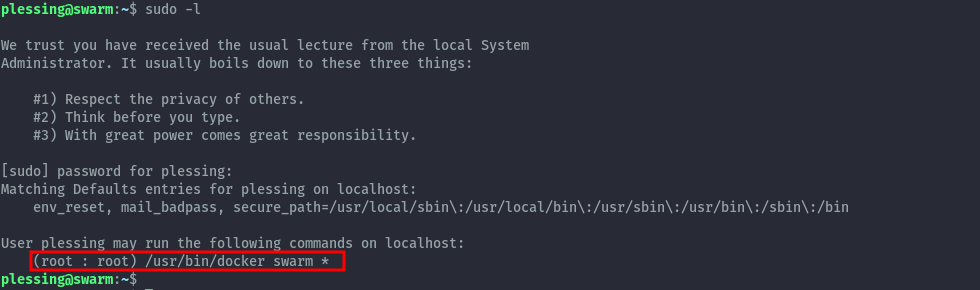 plessing@swarm:~$ sudo -l
We trust you have received the usual lecture from the local System
Administrator. It usually boils down to these three things:
#1) Respect the privacy of others.
#2) Think before you type.
#3) With great power comes great responsibility.
[sudo] password for plessing:
Matching Defaults entries for plessing on localhost:
env_reset, mail_badpass, secure_path=/usr/local/sbin\:/usr/local/bin\:/usr/sbin\:/usr/bin\:/sbin\:/bin
User plessing may run the following commands on localhost:
(root : root) /usr/bin/docker swarm *
plessing@swarm:~$